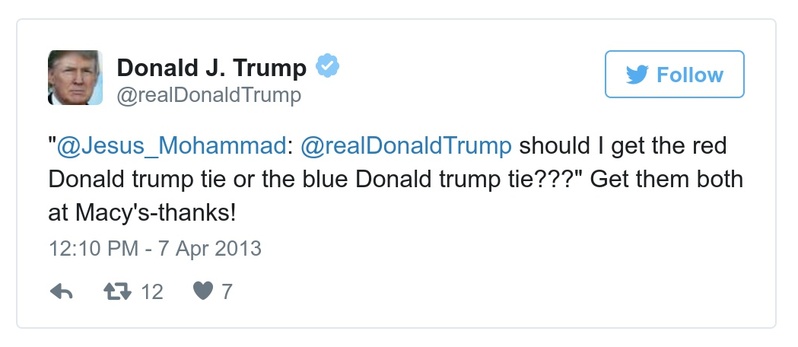 Donald J. Trump
@realDonaldTrump
Follow
"@Jesus_Mohammad: @realDonaldTrump should I get the red
Donald trump tie or the blue Donald trump tie???" Get them both
at Macy's-thanks!
12:10 PM - 7 Apr 2013
12 7